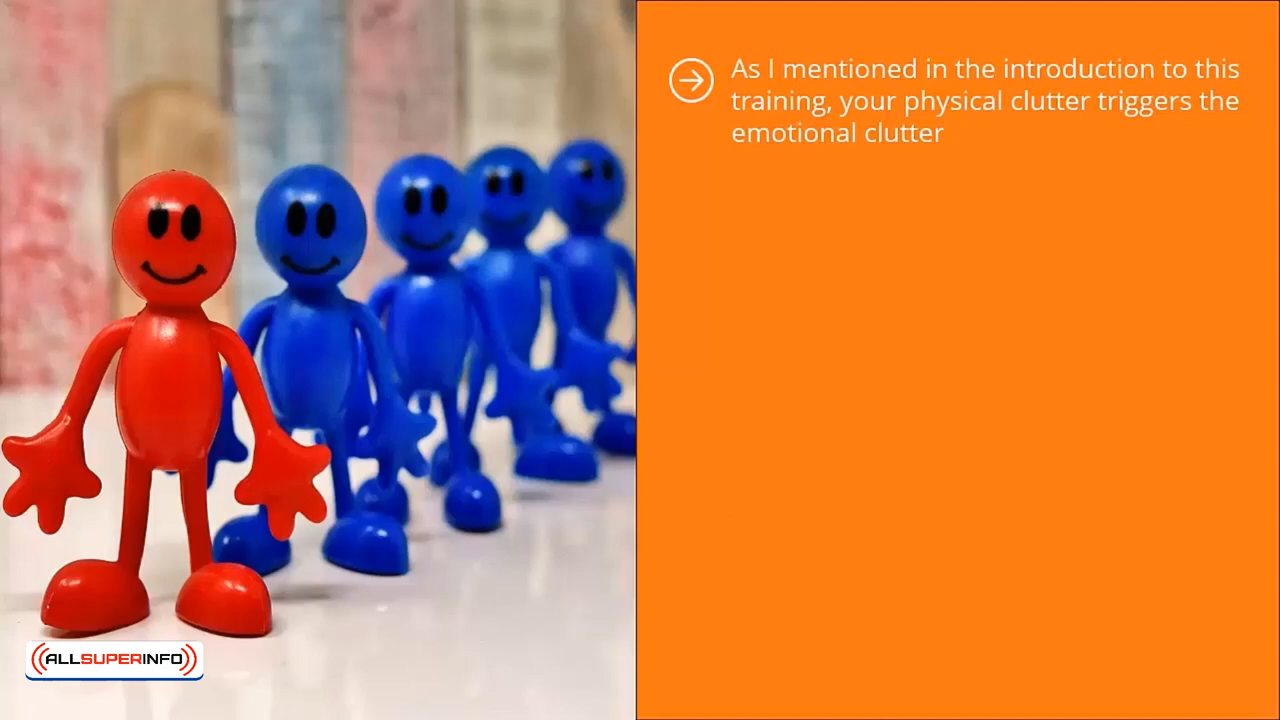 As I mentioned in the introduction to this
training, your physical clutter triggers the
emotional clutter
ALLSUPERINFO